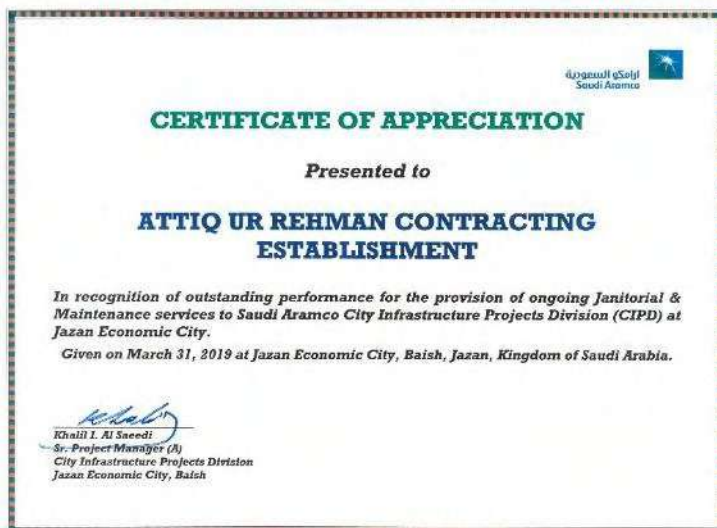 ارامكو السعودية
Saudi Aramco
CERTIFICATE OF APPRECIATION
Presented to
ATTIQ UR REHMAN CONTRACTING
ESTABLISHMENT
In recognition of outstanding performance for the provision of ongoing Janitorial &
Maintenance services to Saudi Aramco City Infrastructure Projects Division (CIPD) at
Jazan Economic City.
Given on March 31, 2019 at Jazan Economic City, Baish, Jazan, Kingdom of Saudi Arabia.
Khalil I. Al Saeedi
Sr. Project Manager (A)
City Infrastructure Projects Division
Jazan Economic City, Baish